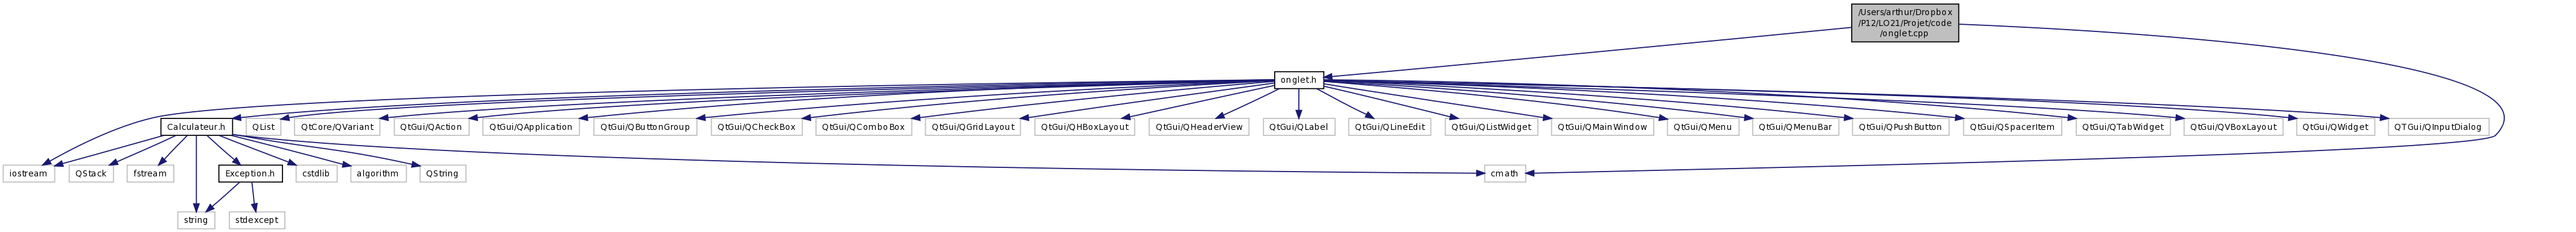 /Users/arthur/Dropbox
/P12/LO21/Projet/code
/onglet.cpp
onglet.h
Calculateur.h
QList
QtCore/QVariant
QtGui/QAction
QtGui/QApplication
QtGui/QButtonGroup
QtGui/QCheckBox
QtGui/QComboBox
QtGui/QGridLayout
QtGui/QHBoxLayout
QtGui/QHeaderView
QtGui/QLabel
QtGui/QLineEdit
QtGui/QListWidget
QtGui/QMainWindow
QtGui/QMenu
QtGui/QMenuBar
QtGui/QPushButton
QtGui/QSpacerItem
QtGui/QTabWidget
QtGui/QVBoxLayout
QtGui/QWidget
QTGui/QInputDialog
iostream
QStack
fstream
Exception.h
cstdlib
algorithm
QString
cmath
string
stdexcept